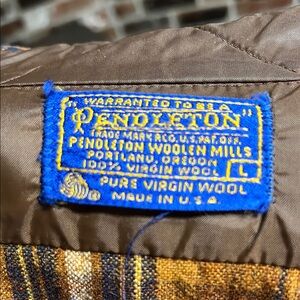 "WARRANTED TO BE A
PENDLETON"
TRADE MARK REG. U.S. PAT. OFF.
PENDLETON WOOLEN MILLS
PORTLAND, OREGON
100% VIRGIN WOOL
L
PURE VIRGIN WOOL
MADE IN U.S.A.